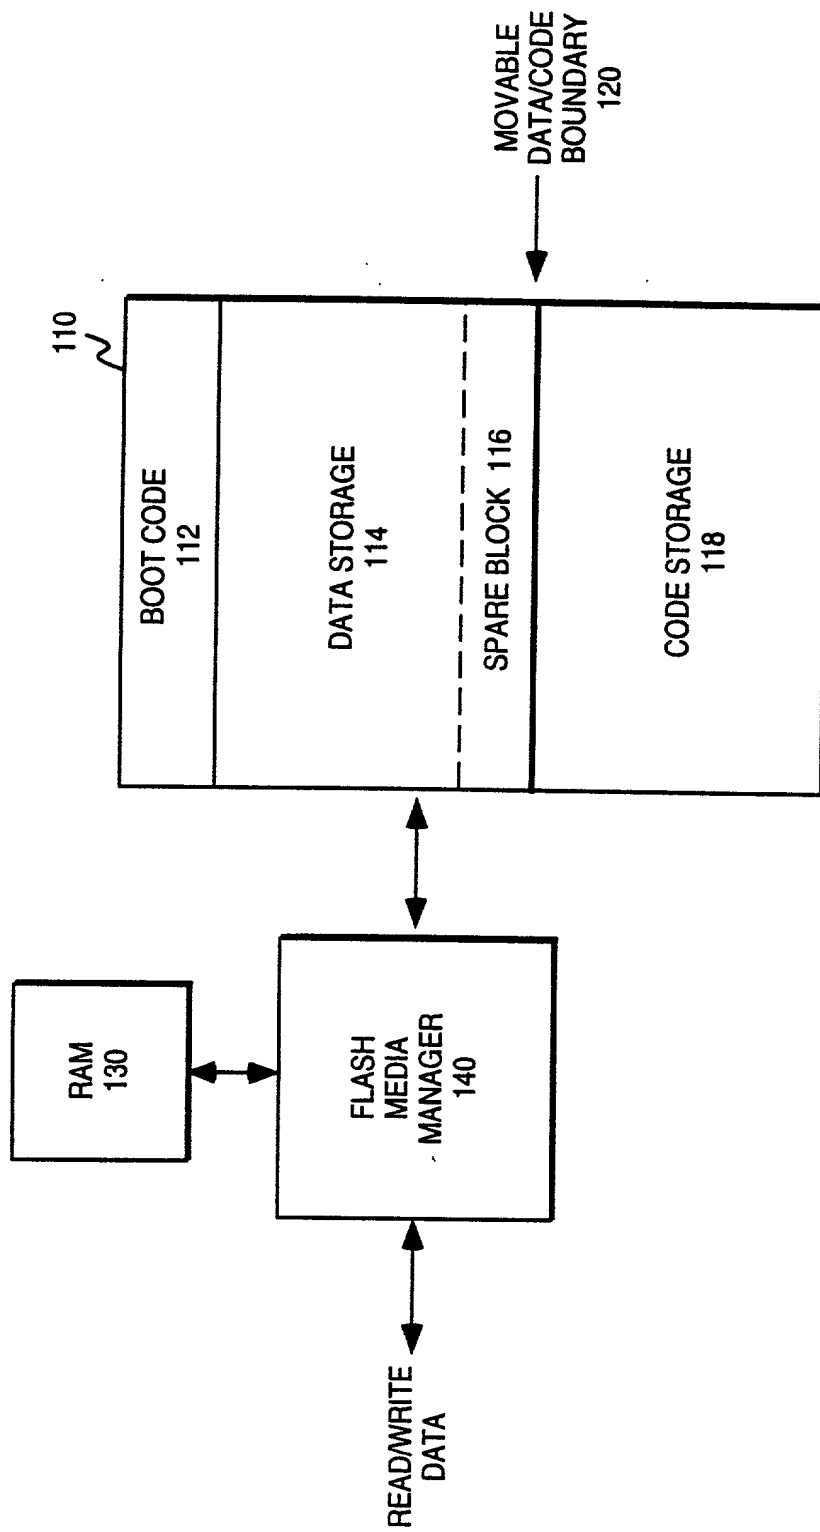 READ/WRITE
DATA
RAM
130
FLASH
MEDIA
MANAGER
140
110
BOOT CODE
112
DATA STORAGE
114
SPARE BLOCK 116
CODE STORAGE
118
MOVABLE
DATA/CODE
BOUNDARY
120